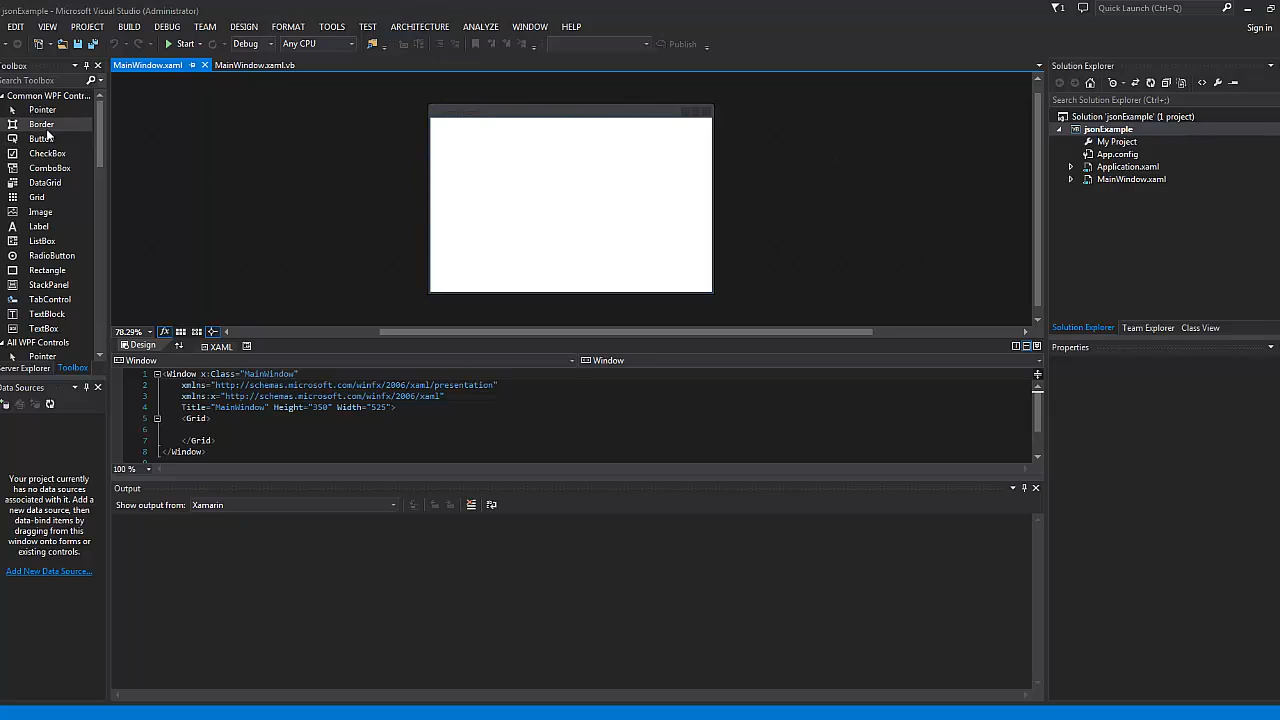 jsonExample - Microsoft Visual Studio (Administrator)
1
Quick Launch (Ctrl+Q)
EDIT VIEW PROJECT BUILD DEBUG TEAM DESIGN FORMAT TOOLS TEST ARCHITECTURE ANALYZE WINDOW HELP
Sign in
Start Debug Any CPU Publish
oolbox
MainWindow.xaml MainWindow.xaml.vb
Search Toolbox
Common WPF Contr...
Pointer
Border
Button
CheckBox
ComboBox
DataGrid
Grid
Image
Label
ListBox
RadioButton
Rectangle
StackPanel
TabControl
TextBlock
TextBox
All WPF Controls
Pointer
erver Explorer Toolbox
Data Sources
Your project currently
has no data sources
associated with it. Add a
new data source, then
data-bind items by
dragging from this
window onto forms or
existing controls.
Add New Data Source...
78.29%
Design XAML
Window Window
1 <Window x:Class="MainWindow"
2 xmlns="http://schemas.microsoft.com/winfx/2006/xaml/presentation"
3 xmlns:x="http://schemas.microsoft.com/winfx/2006/xaml"
4 Title="MainWindow" Height="350" Width="525">
5 <Grid>
6
7 </Grid>
8 </Window>
100 %
Output
Show output from: Xamarin
Solution Explorer
Search Solution Explorer (Ctrl+;)
Solution 'jsonExample' (1 project)
VB jsonExample
My Project
App.config
Application.xaml
MainWindow.xaml
Solution Explorer Team Explorer Class View
Properties